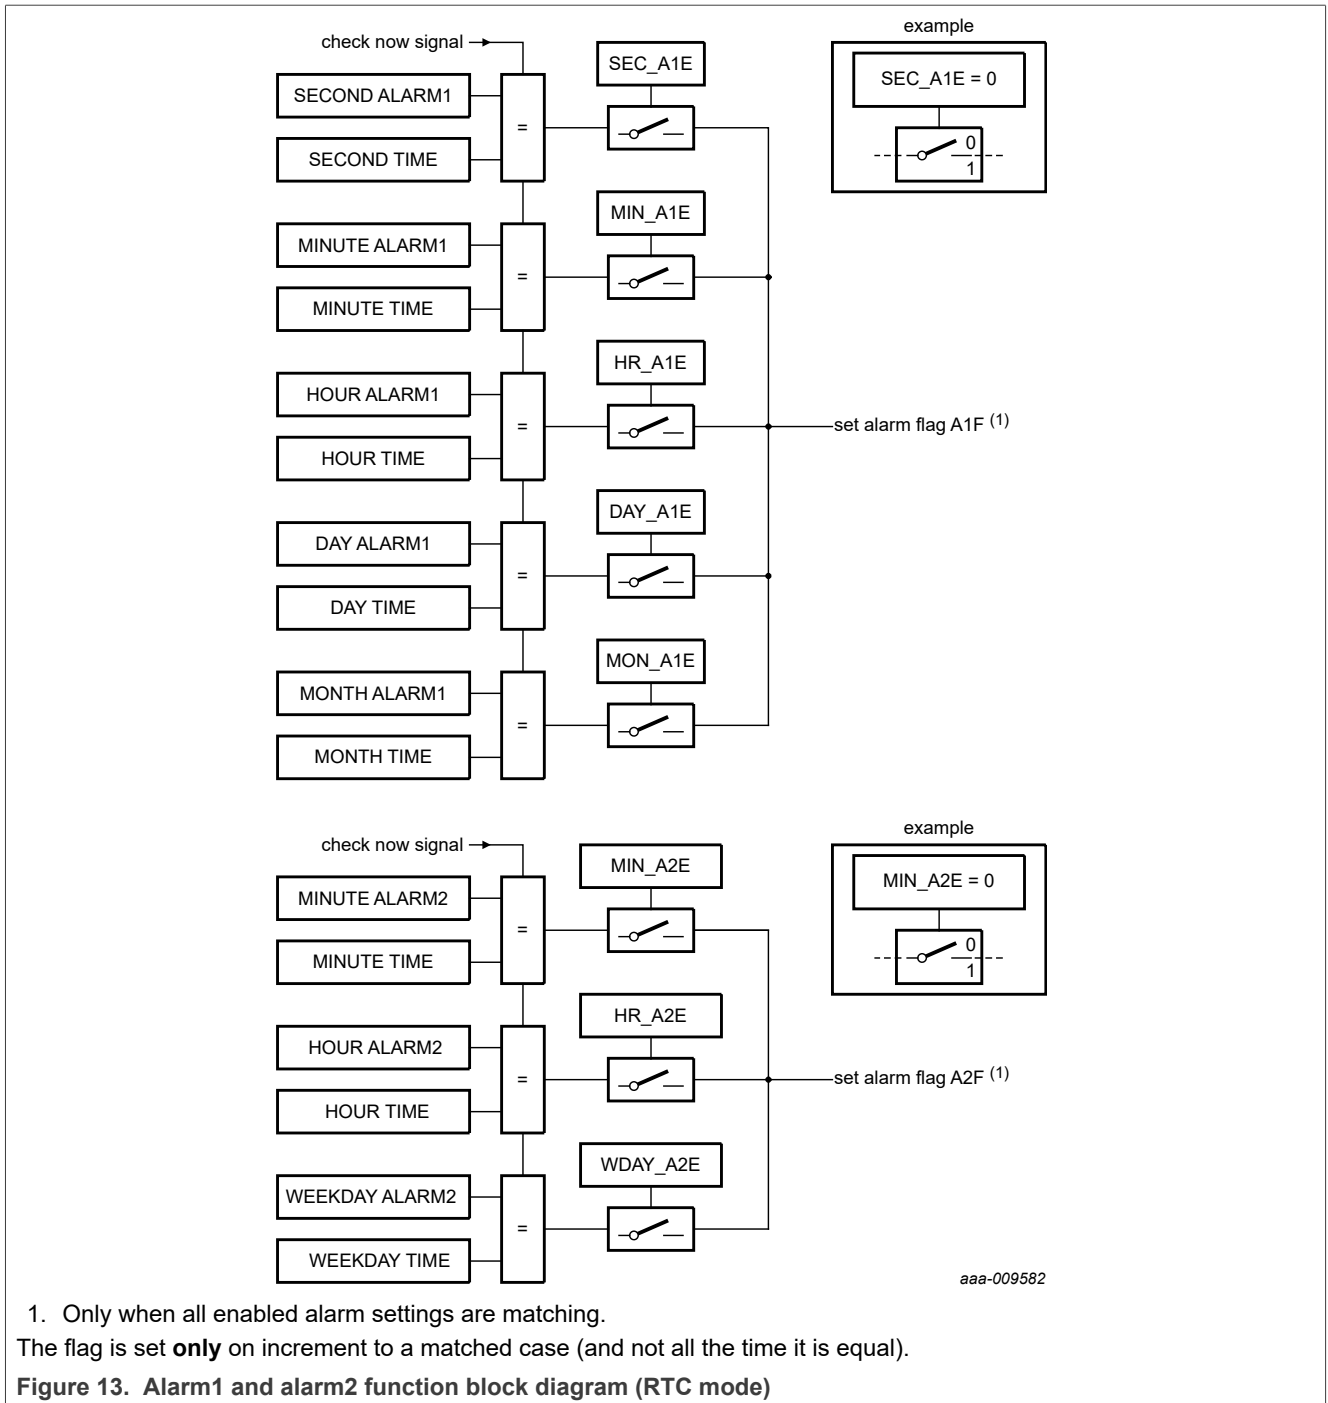 check now signal
SECOND ALARM1
SECOND TIME
=
SEC_A1E
example
SEC_A1E = 0
0
1
MINUTE ALARM1
MINUTE TIME
=
MIN_A1E
HOUR ALARM1
HOUR TIME
=
HR_A1E
set alarm flag A1F (1)
DAY ALARM1
DAY TIME
=
DAY_A1E
MONTH ALARM1
MONTH TIME
=
MON_A1E
check now signal
MINUTE ALARM2
MINUTE TIME
=
MIN_A2E
example
MIN_A2E = 0
0
1
HOUR ALARM2
HOUR TIME
=
HR_A2E
set alarm flag A2F (1)
WEEKDAY ALARM2
WEEKDAY TIME
=
WDAY_A2E
aaa-009582
1. Only when all enabled alarm settings are matching.
The flag is set only on increment to a matched case (and not all the time it is equal).
Figure 13. Alarm1 and alarm2 function block diagram (RTC mode)